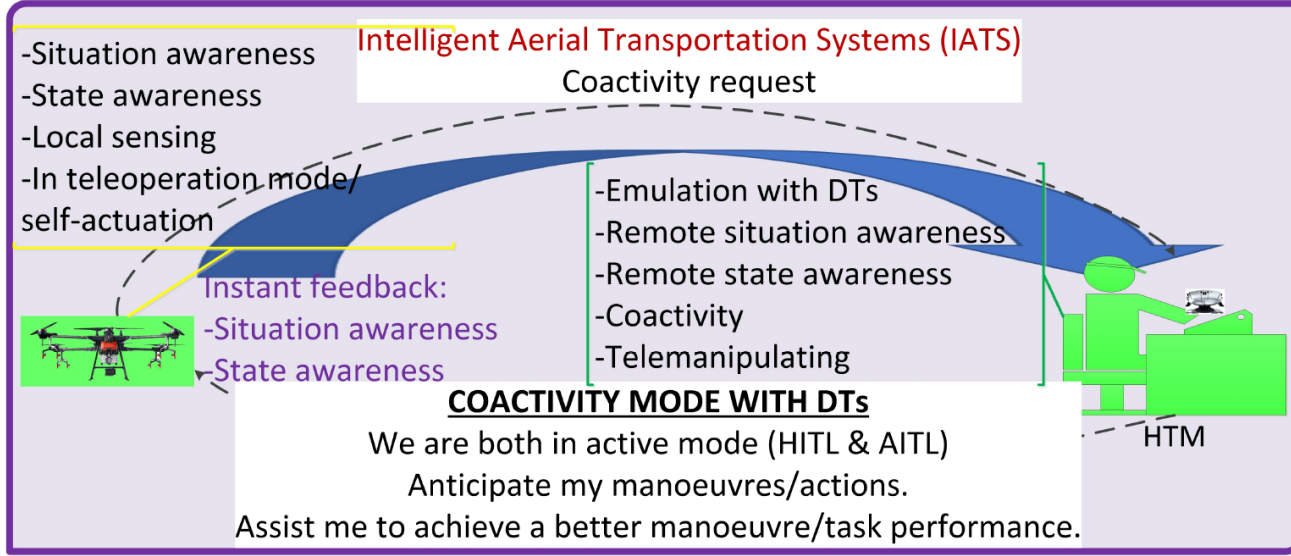 Intelligent Aerial Transportation Systems (IATS)
Coactivity request
-Situation awareness
-State awareness
-Local sensing
-In teleoperation mode/
self-actuation
Instant feedback:
-Situation awareness
-State awareness
-Emulation with DTs
-Remote situation awareness
-Remote state awareness
-Coactivity
-Telemanipulating
HTM
COACTIVITY MODE WITH DTs
We are both in active mode (HITL & AITL)
Anticipate my manoeuvres/actions.
Assist me to achieve a better manoeuvre/task performance.